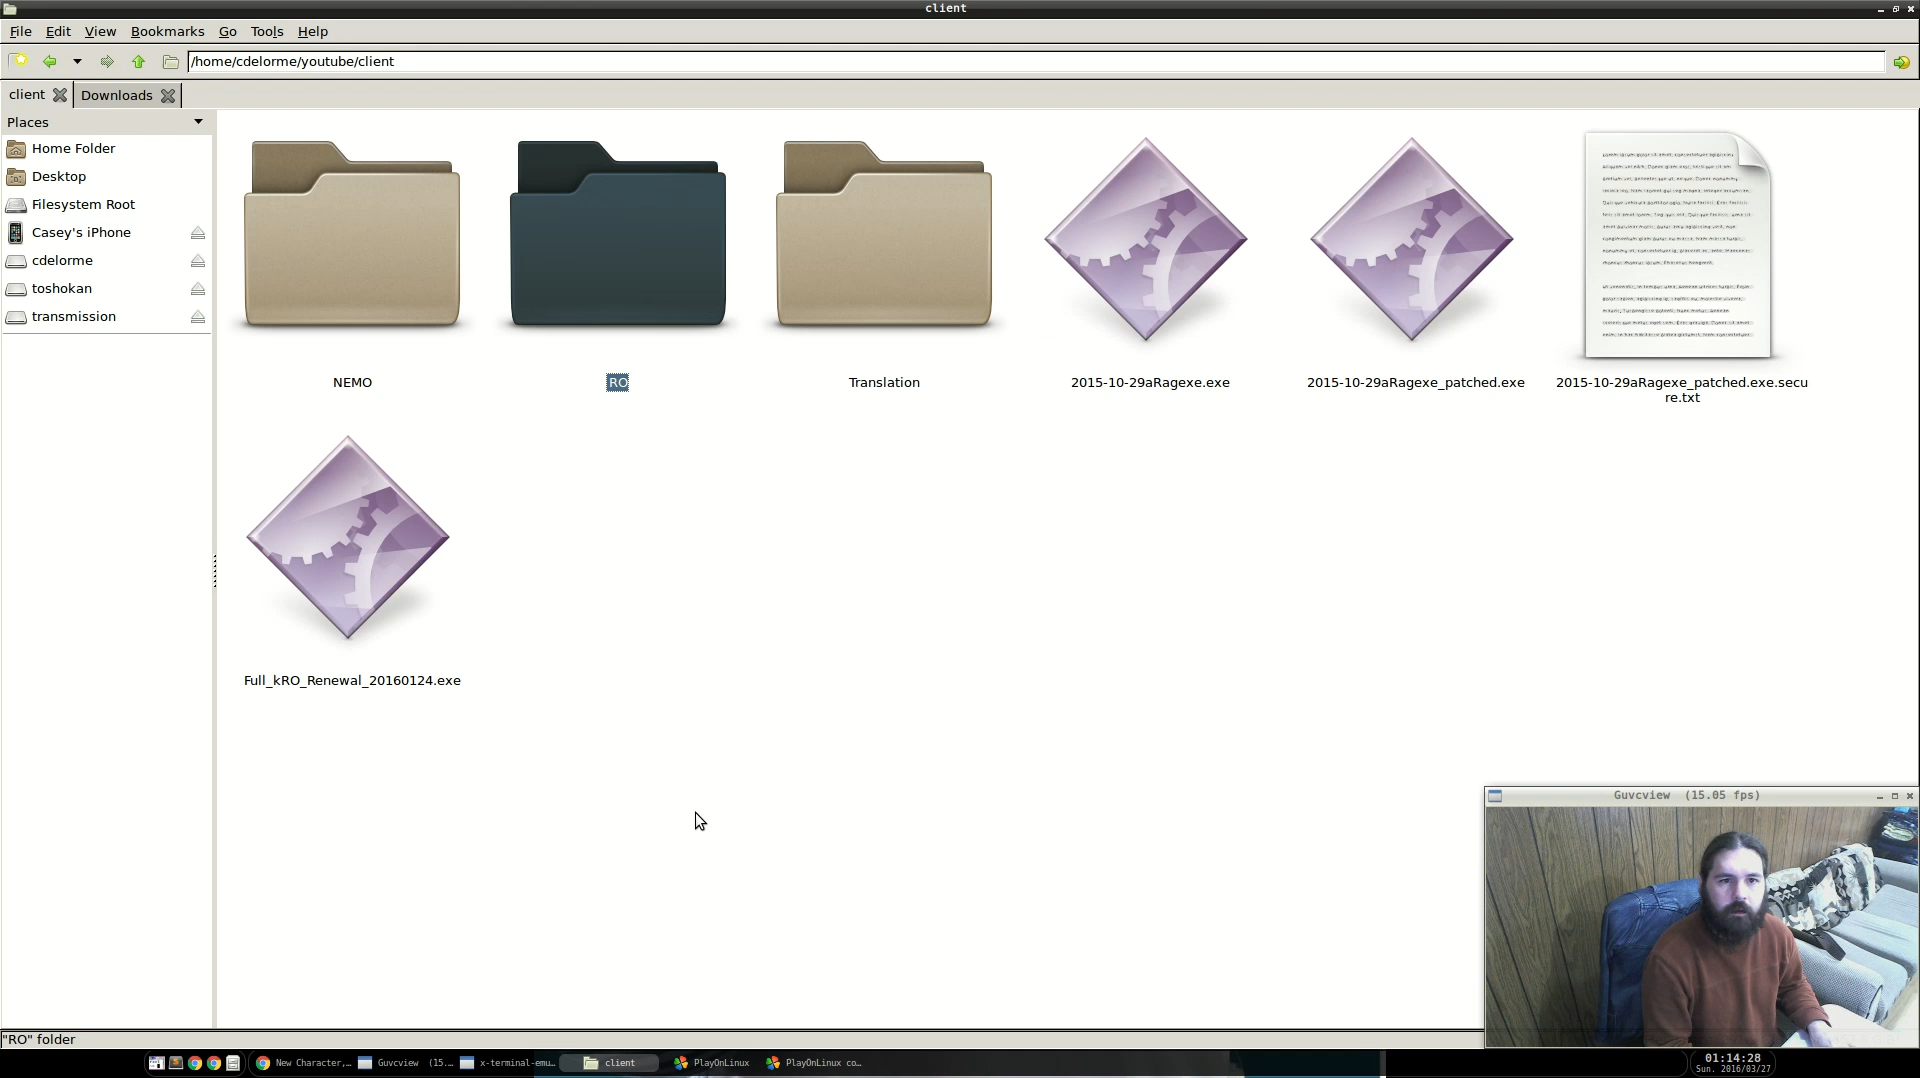 client
File Edit View Bookmarks Go Tools Help
/home/cdelorme/youtube/client
client Downloads
Places
Home Folder
Desktop
Filesystem Root
Casey's iPhone
cdelorme
toshokan
transmission
NEMO RO Translation 2015-10-29aRagexe.exe 2015-10-29aRagexe_patched.exe 2015-10-29aRagexe_patched.exe.secu
re.txt
Full_kRO_Renewal_20160124.exe
Guvcview (15.05 fps)
"RO" folder
New Character,... Guvcview (15.... x-terminal-emu... client PlayOnLinux PlayOnLinux co... 01:14:28
Sun. 2016/03/27